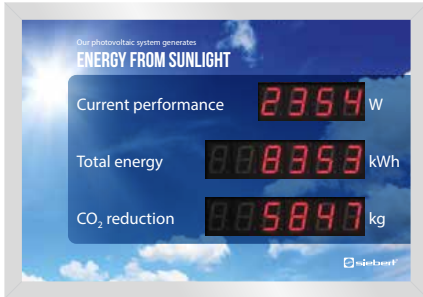 Our photovoltaic system generates
ENERGY FROM SUNLIGHT
Current performance 2354 W
Total energy 8353 kWh
CO₂ reduction 5847 kg
siebert